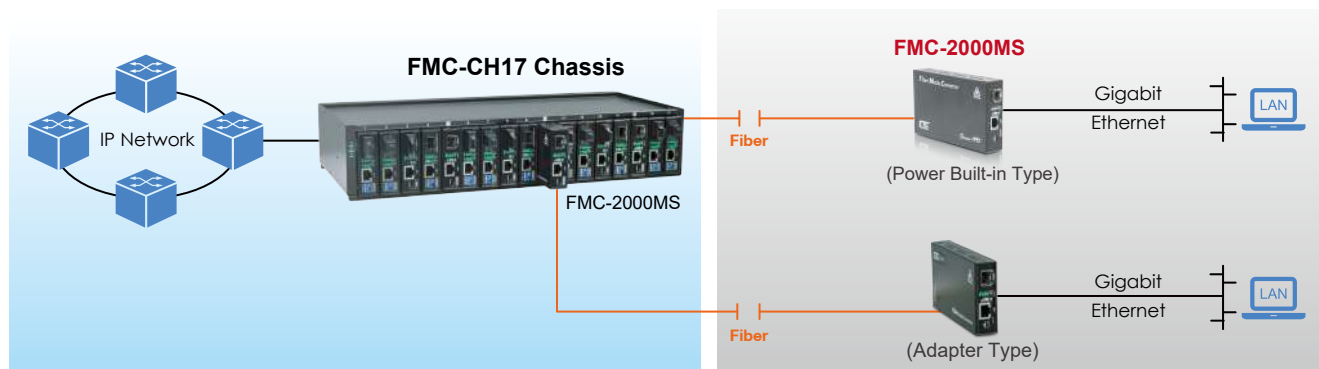 FMC-CH17 Chassis
IP Network
FMC-2000MS
Fiber
Fiber
FMC-2000MS
(Power Built-in Type)
Gigabit
Ethernet
LAN
(Adapter Type)
Gigabit
Ethernet
LAN